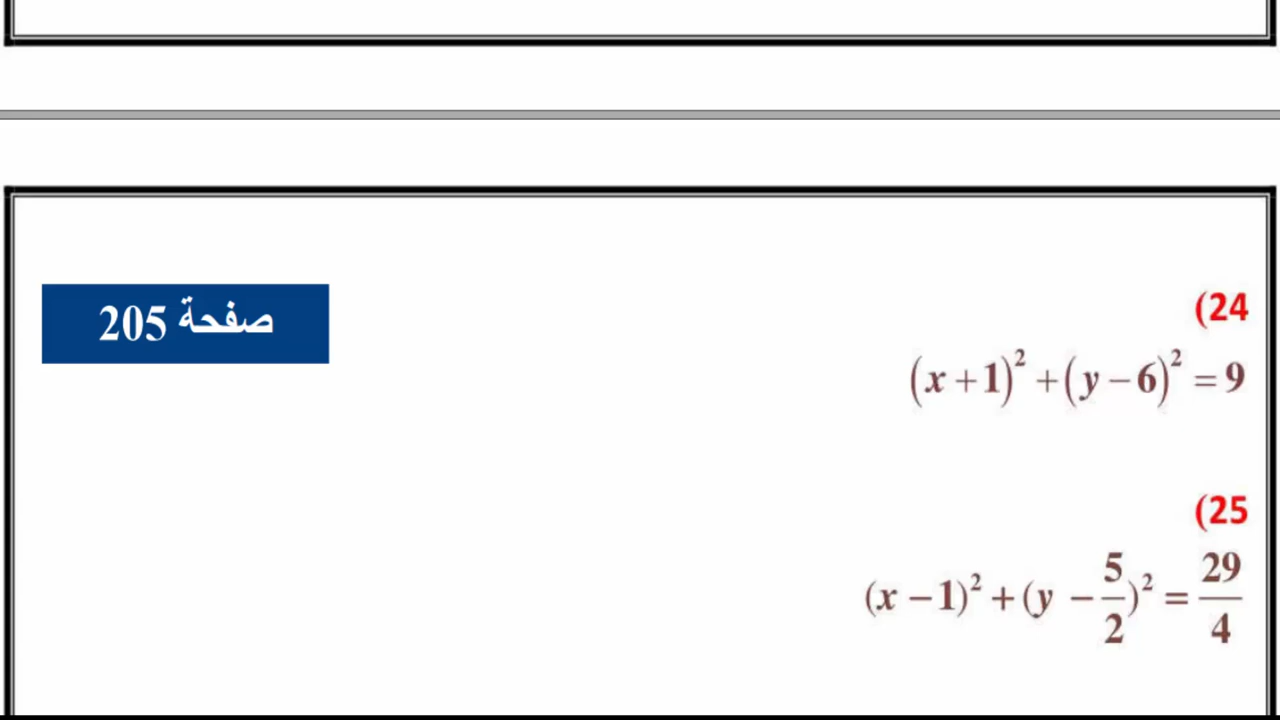 صفحة 205
(24
(x+1)² + (y−6)² = 9
(25
(x −1)² + (y − 5/2)² = 29/4